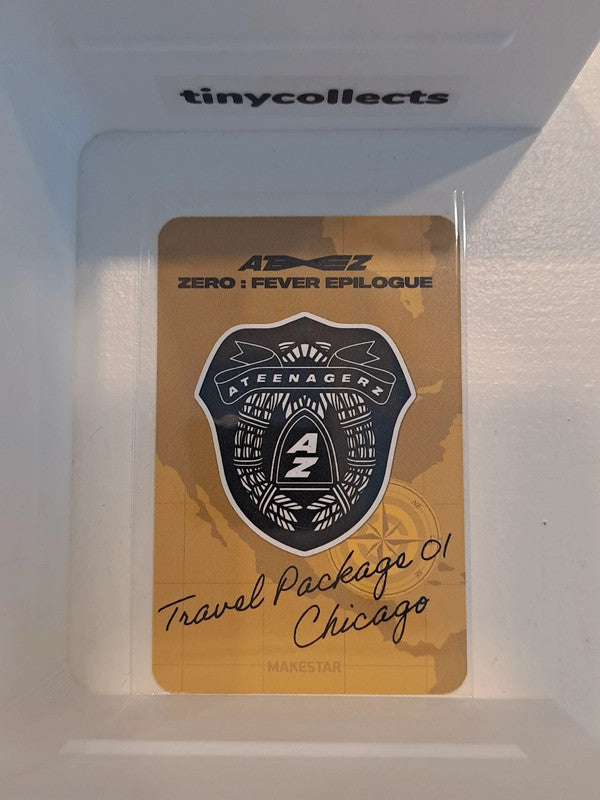 tinycollects
ATEEZ
ZERO : FEVER EPILOGUE
ATEENAGERZ
AZ
Travel Package 01
Chicago
MAKESTAR